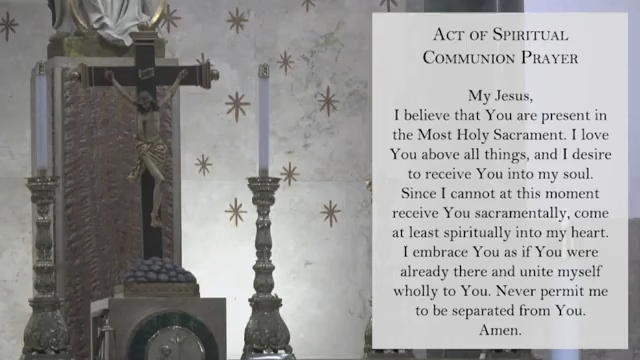 Act of Spiritual
Communion Prayer
My Jesus,
I believe that You are present in
the Most Holy Sacrament. I love
You above all things, and I desire
to receive You into my soul.
Since I cannot at this moment
receive You sacramentally, come
at least spiritually into my heart.
I embrace You as if You were
already there and unite myself
wholly to You. Never permit me
to be separated from You.
Amen.